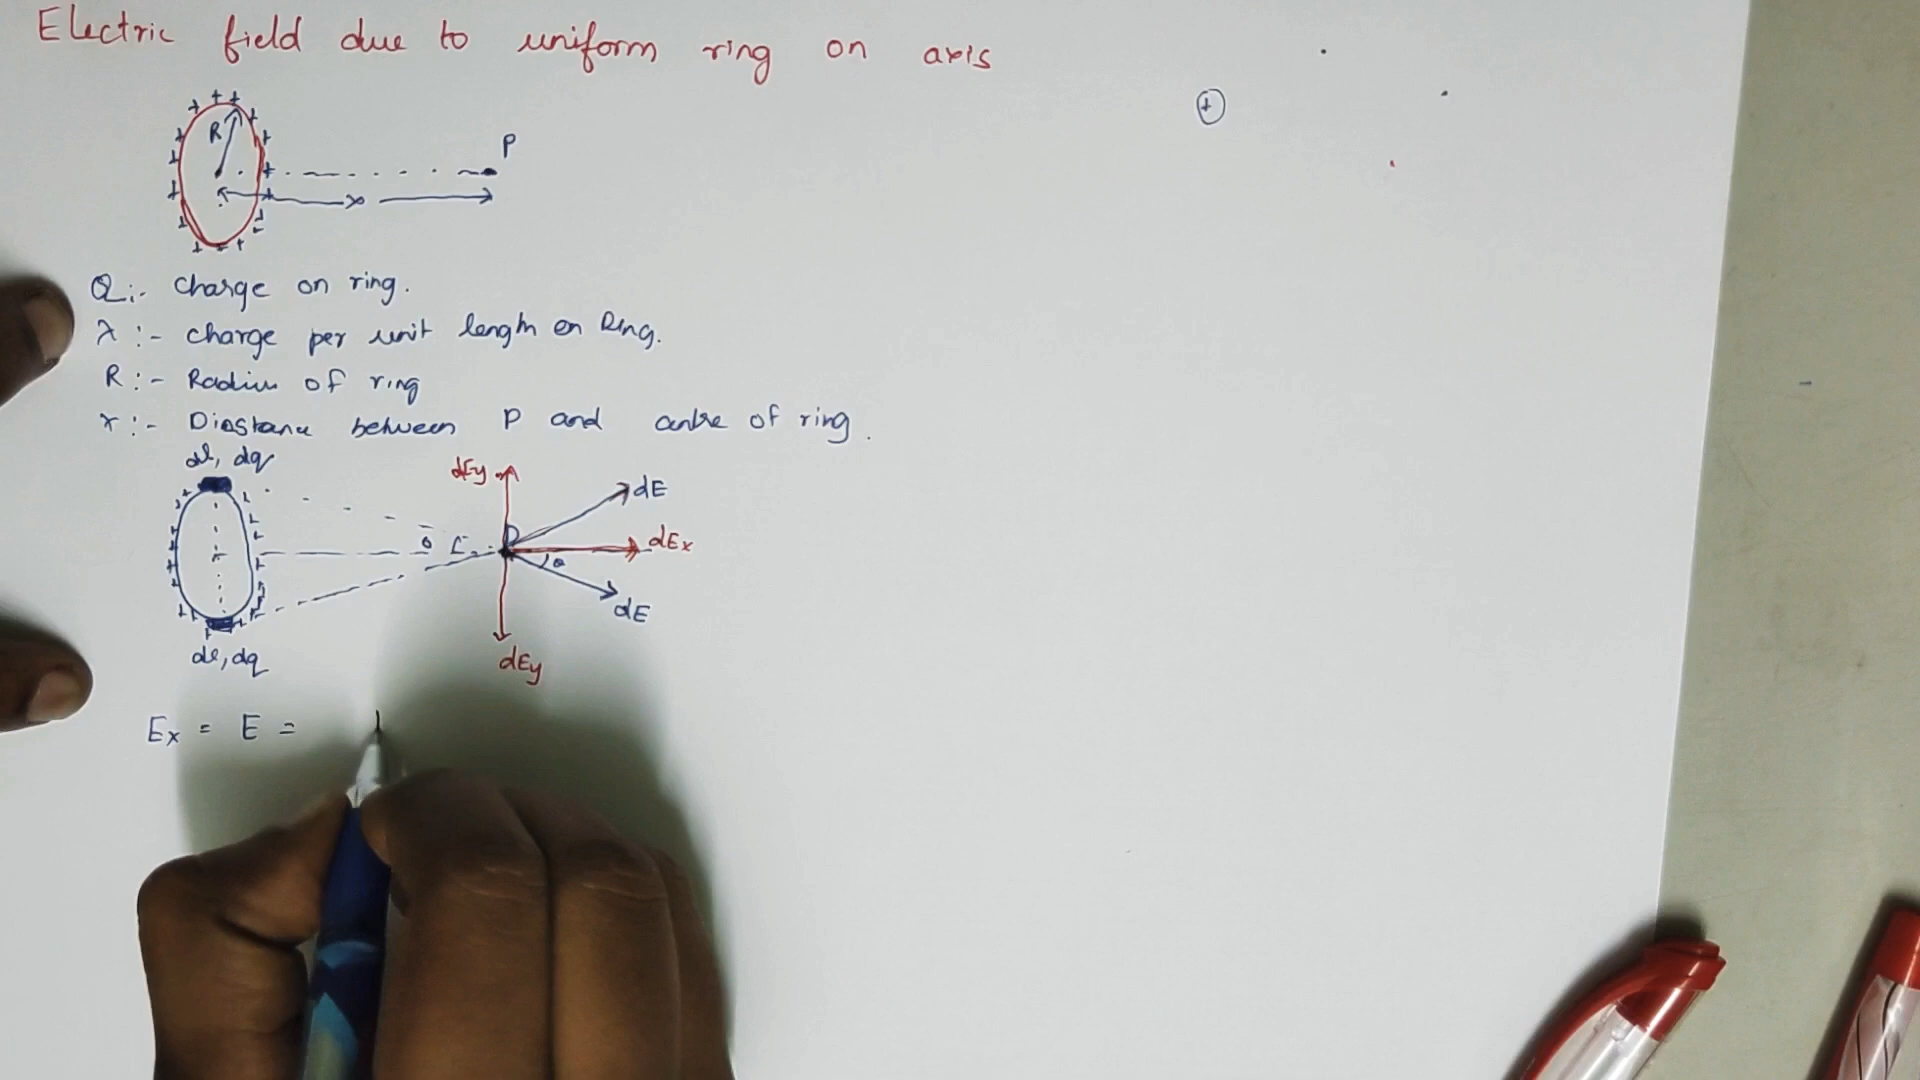 Electric field due to uniform ring on axis
+
R
P
x
Q:- Charge on ring.
λ :- charge per unit length on Ring.
R :- Radius of ring
x :- Diastance between P and centre of ring.
dl, dq
dEy
dE
P
θ
dEx
θ
dE
dl, dq
dEy
Ex = E =